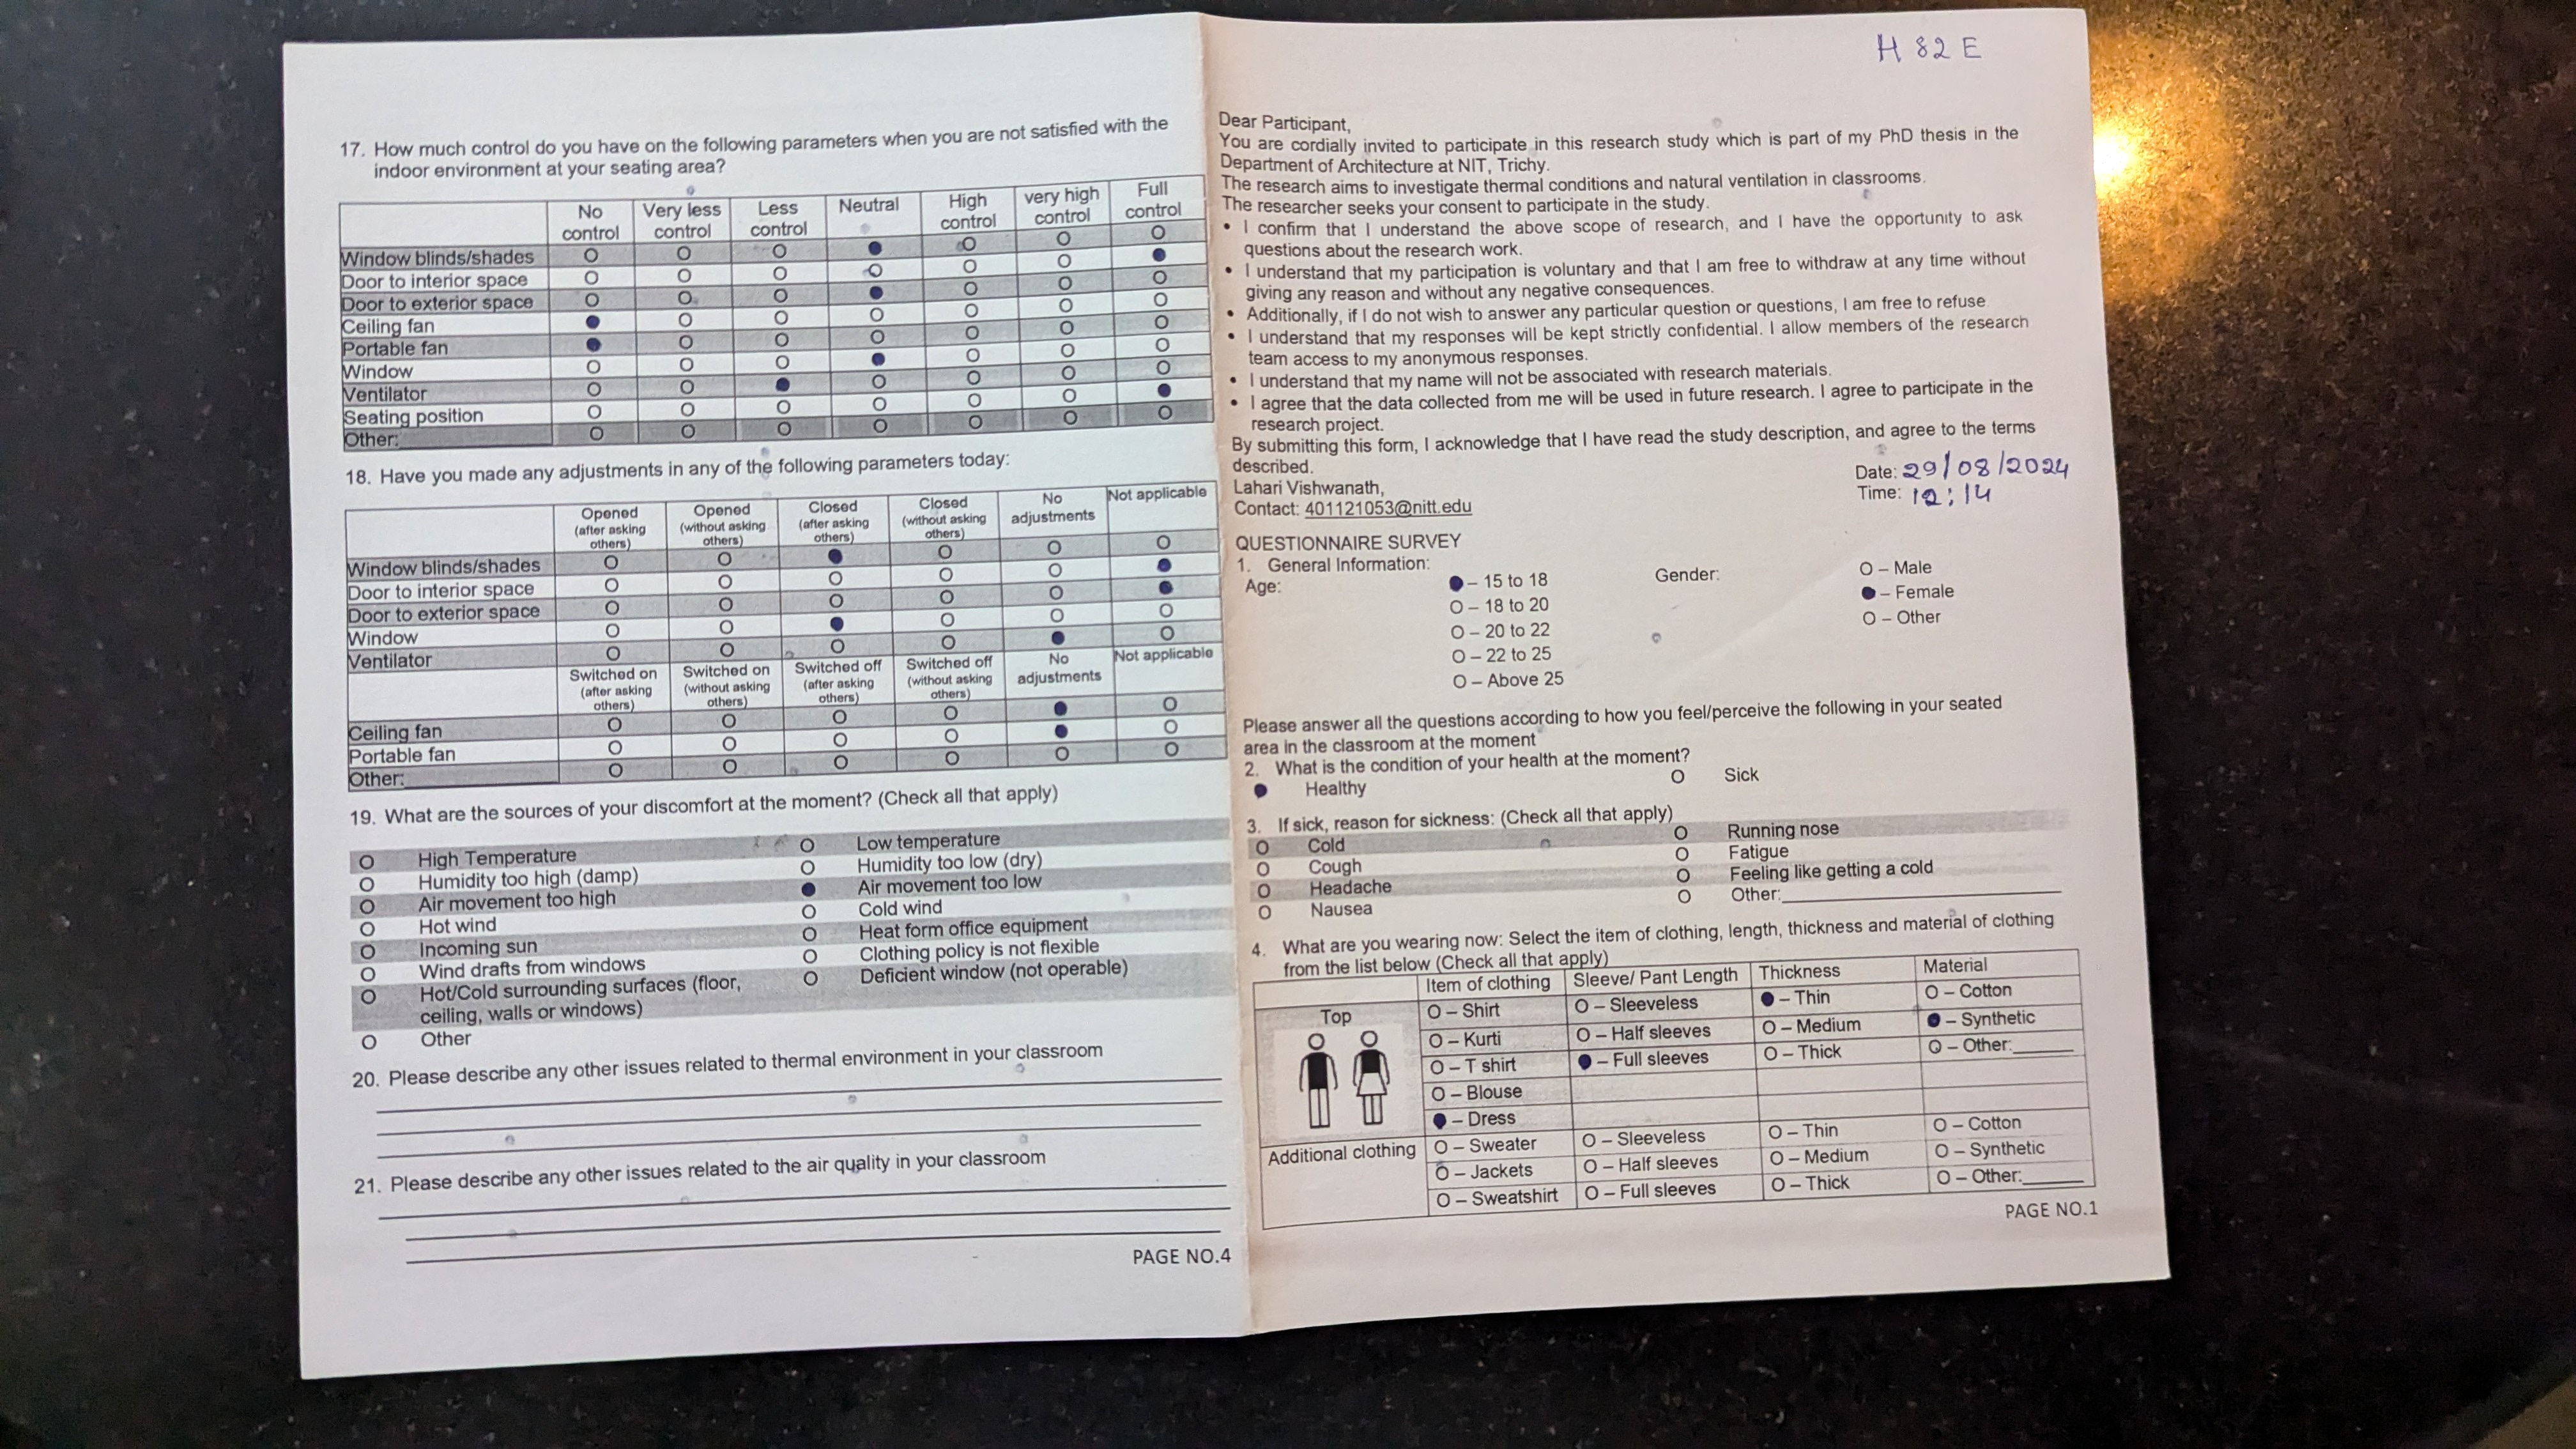 17. How much control do you have on the following parameters when you are not satisfied with the
indoor environment at your seating area?
No control Very less control Less control Neutral High control very high control Full control
Window blinds/shades
Door to interior space
Door to exterior space
Ceiling fan
Portable fan
Window
Ventilator
Seating position
Other:
18. Have you made any adjustments in any of the following parameters today:
Opened (after asking others) Opened (without asking others) Closed (after asking others) Closed (without asking others) No adjustments Not applicable
Window blinds/shades
Door to interior space
Door to exterior space
Window
Ventilator
Switched on (after asking others) Switched on (without asking others) Switched off (after asking others) Switched off (without asking others) No adjustments Not applicable
Ceiling fan
Portable fan
Other:
19. What are the sources of your discomfort at the moment? (Check all that apply)
High Temperature Low temperature
Humidity too high (damp) Humidity too low (dry)
Air movement too high Air movement too low
Hot wind Cold wind
Incoming sun Heat form office equipment
Wind drafts from windows Clothing policy is not flexible
Hot/Cold surrounding surfaces (floor, Deficient window (not operable)
ceiling, walls or windows)
Other
20. Please describe any other issues related to thermal environment in your classroom
21. Please describe any other issues related to the air quality in your classroom
PAGE NO.4
H 82 E
Dear Participant,
You are cordially invited to participate in this research study which is part of my PhD thesis in the
Department of Architecture at NIT, Trichy.
The research aims to investigate thermal conditions and natural ventilation in classrooms.
The researcher seeks your consent to participate in the study.
• I confirm that I understand the above scope of research, and I have the opportunity to ask
questions about the research work.
• I understand that my participation is voluntary and that I am free to withdraw at any time without
giving any reason and without any negative consequences.
• Additionally, if I do not wish to answer any particular question or questions, I am free to refuse
• I understand that my responses will be kept strictly confidential. I allow members of the research
team access to my anonymous responses.
• I understand that my name will not be associated with research materials.
• I agree that the data collected from me will be used in future research. I agree to participate in the
research project.
By submitting this form, I acknowledge that I have read the study description, and agree to the terms
described.
Date: 29/08/2024
Lahari Vishwanath,
Time: 12:14
Contact: 401121053@nitt.edu
QUESTIONNAIRE SURVEY
1. General Information:
Age: – 15 to 18 Gender: O – Male
O – 18 to 20 – Female
O – 20 to 22 O – Other
O – 22 to 25
O – Above 25
Please answer all the questions according to how you feel/perceive the following in your seated
area in the classroom at the moment
2. What is the condition of your health at the moment?
Healthy O Sick
3. If sick, reason for sickness: (Check all that apply)
O Cold O Running nose
O Cough O Fatigue
O Headache O Feeling like getting a cold
O Nausea O Other:
4. What are you wearing now: Select the item of clothing, length, thickness and material of clothing
from the list below (Check all that apply)
Item of clothing Sleeve/ Pant Length Thickness Material
Top O – Shirt O – Sleeveless – Thin O – Cotton
O – Kurti O – Half sleeves O – Medium – Synthetic
O – T shirt – Full sleeves O – Thick O – Other:
O – Blouse
– Dress
Additional clothing O – Sweater O – Sleeveless O – Thin O – Cotton
O – Jackets O – Half sleeves O – Medium O – Synthetic
O – Sweatshirt O – Full sleeves O – Thick O – Other:
PAGE NO.1